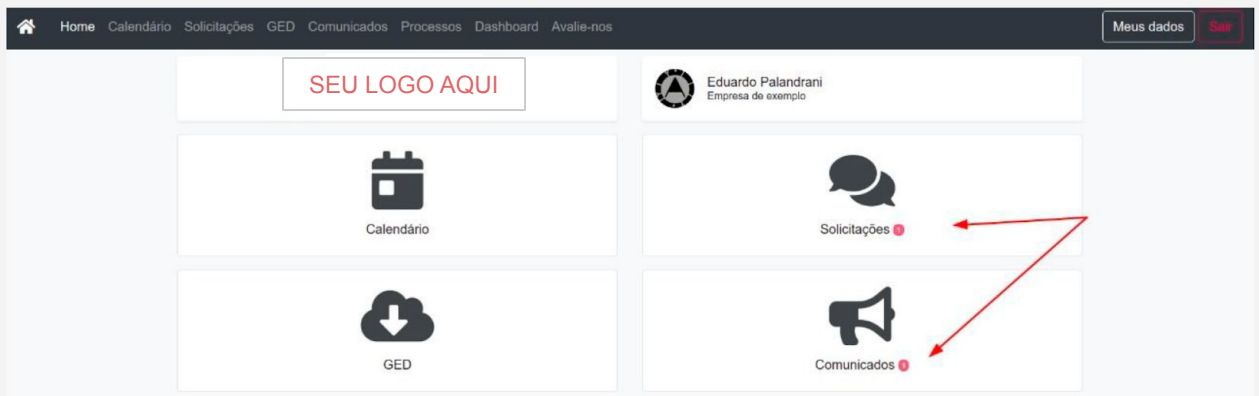 Home Calendário Solicitações GED Comunicados Processos Dashboard Avalie-nos Meus dados Sair
SEU LOGO AQUI
Eduardo Palandrani
Empresa de exemplo
Calendário
Solicitações 1
GED
Comunicados 1